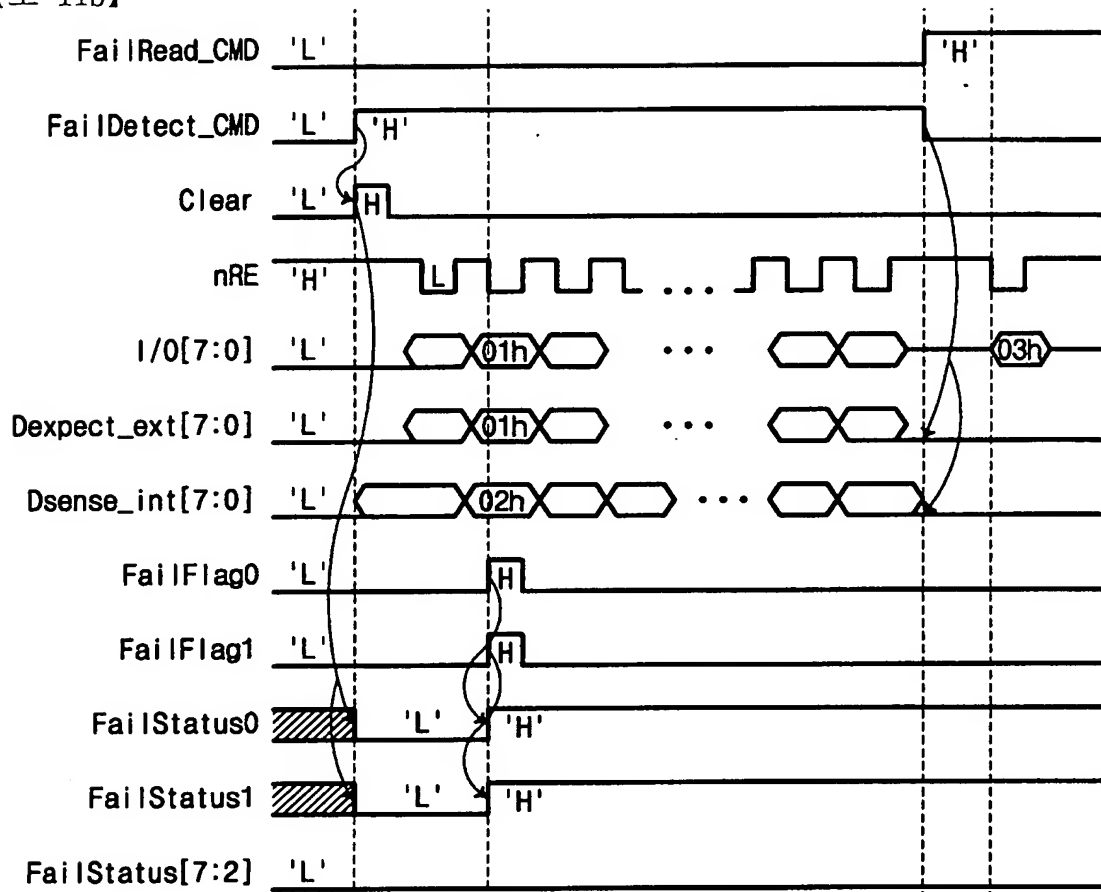 FailRead_CMD 'L' 'H'
FailDetect_CMD 'L' 'H'
Clear 'L' H
nRE 'H' L ...
I/O[7:0] 'L' 01h ... 03h
Dexpect_ext[7:0] 'L' 01h ...
Dsense_int[7:0] 'L' 02h ...
FailFlag0 'L' H
FailFlag1 'L' H
FailStatus0 'L' 'H'
FailStatus1 'L' 'H'
FailStatus[7:2] 'L'